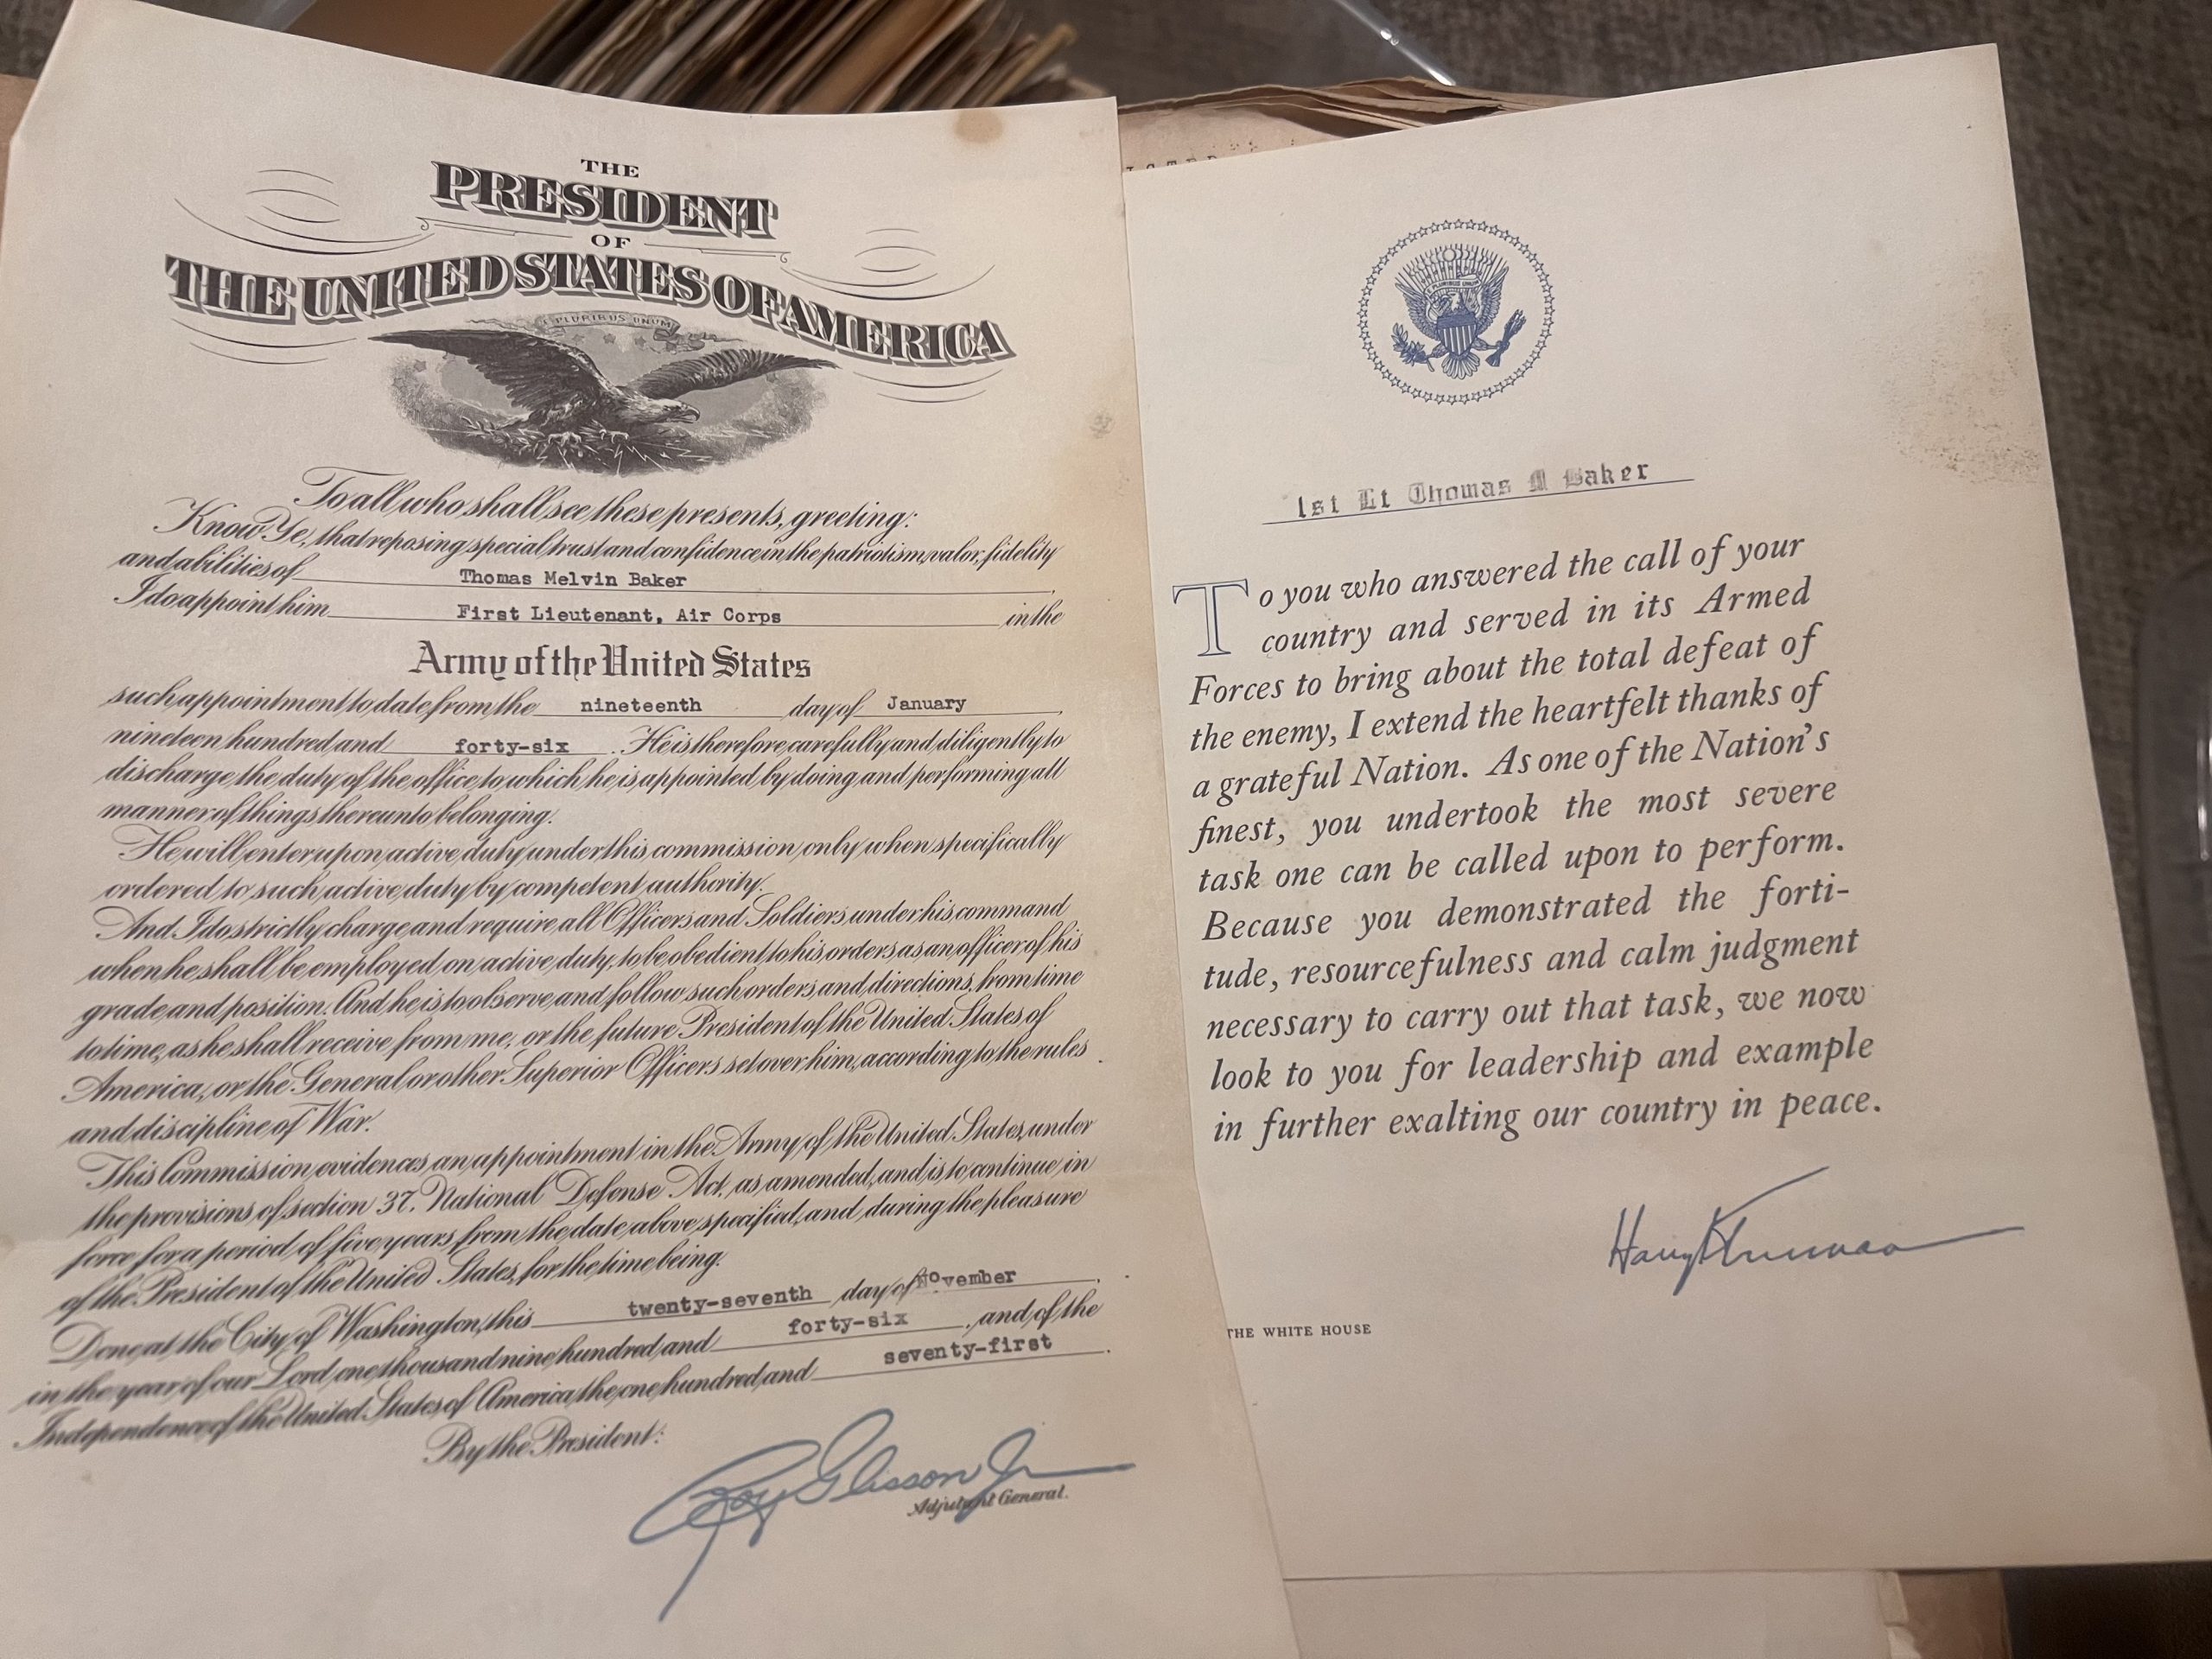 THE
PRESIDENT
OF
THE UNITED STATES OF AMERICA
E PLURIBUS UNUM
To all who shall see these presents, greeting:
Know Ye, that reposing special trust and confidence in the patriotism, valor, fidelity
and abilities of Thomas Melvin Baker,
I do appoint him First Lieutenant, Air Corps in the
Army of the United States
such appointment to date from the nineteenth day of January,
nineteen hundred and forty-six. He is therefore carefully and diligently to
discharge the duty of the office to which he is appointed by doing and performing all
manner of things thereunto belonging.
He will enter upon active duty under this commission only when specifically
ordered to such active duty by competent authority.
And I do strictly charge and require all Officers and Soldiers under his command
when he shall be employed on active duty, to be obedient to his orders as an officer of his
grade and position. And he is to observe and follow such orders and directions, from time
to time, as he shall receive from me, or the future President of the United States of
America, or the General or other Superior Officers set over him, according to the rules
and discipline of War.
This Commission evidences an appointment in the Army of the United States, under
the provisions of section 37, National Defense Act, as amended, and is to continue in
force for a period of five years from the date above specified, and during the pleasure
of the President of the United States, for the time being.
Done at the City of Washington, this twenty-seventh day of November,
in the year of our Lord one thousand nine hundred and forty-six, and of the
Independence of the United States of America the one hundred and seventy-first.
By the President:
Glisson Jr
Adjutant General.
E PLURIBUS UNUM
1st Lt Thomas M Baker
To you who answered the call of your
country and served in its Armed
Forces to bring about the total defeat of
the enemy, I extend the heartfelt thanks of
a grateful Nation. As one of the Nation's
finest, you undertook the most severe
task one can be called upon to perform.
Because you demonstrated the forti-
tude, resourcefulness and calm judgment
necessary to carry out that task, we now
look to you for leadership and example
in further exalting our country in peace.
Harry Truman
THE WHITE HOUSE